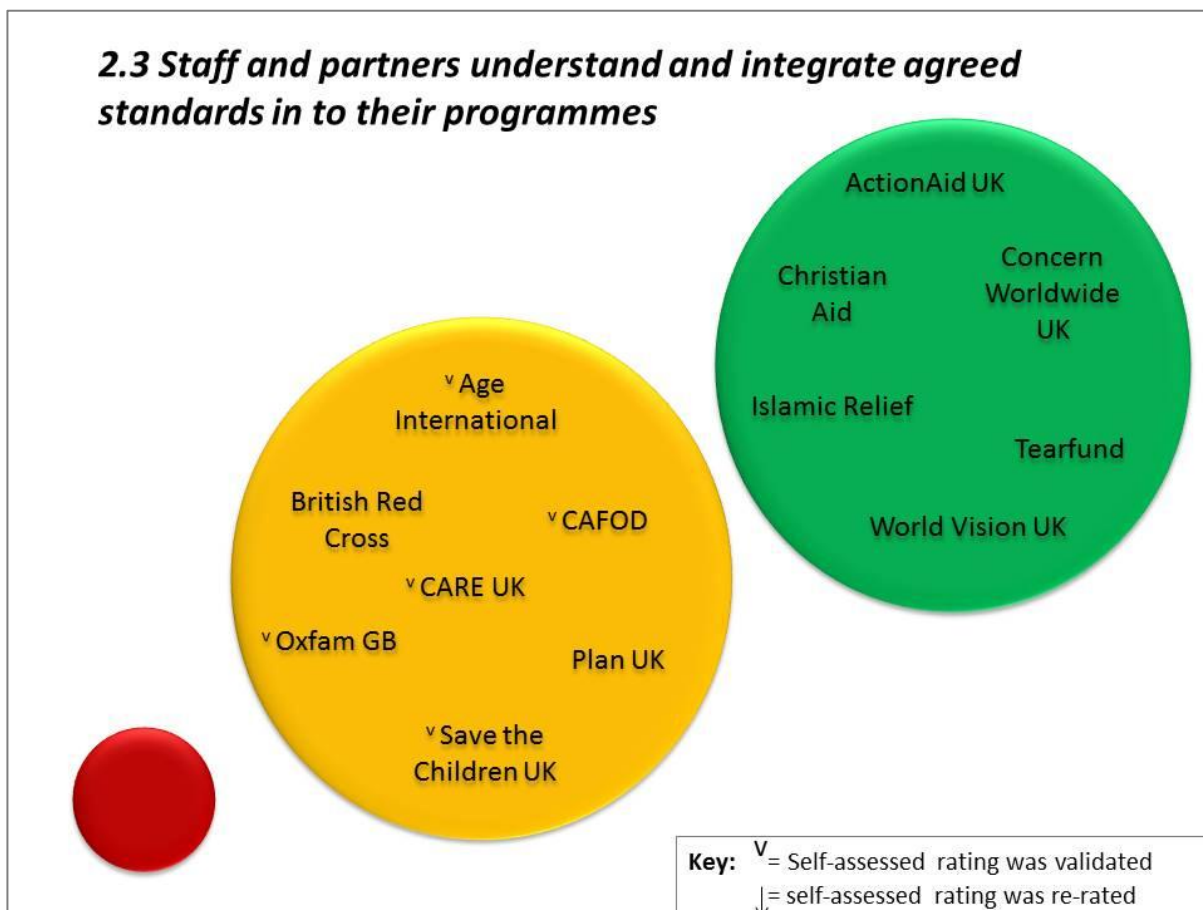 2.3 Staff and partners understand and integrate agreed
standards in to their programmes
ActionAid UK
Christian
Aid
Concern
Worldwide
UK
Islamic Relief
Tearfund
World Vision UK
v Age
International
British Red
Cross
v CAFOD
v CARE UK
v Oxfam GB
Plan UK
v Save the
Children UK
Key: v = Self-assessed rating was validated
↓ = self-assessed rating was re-rated